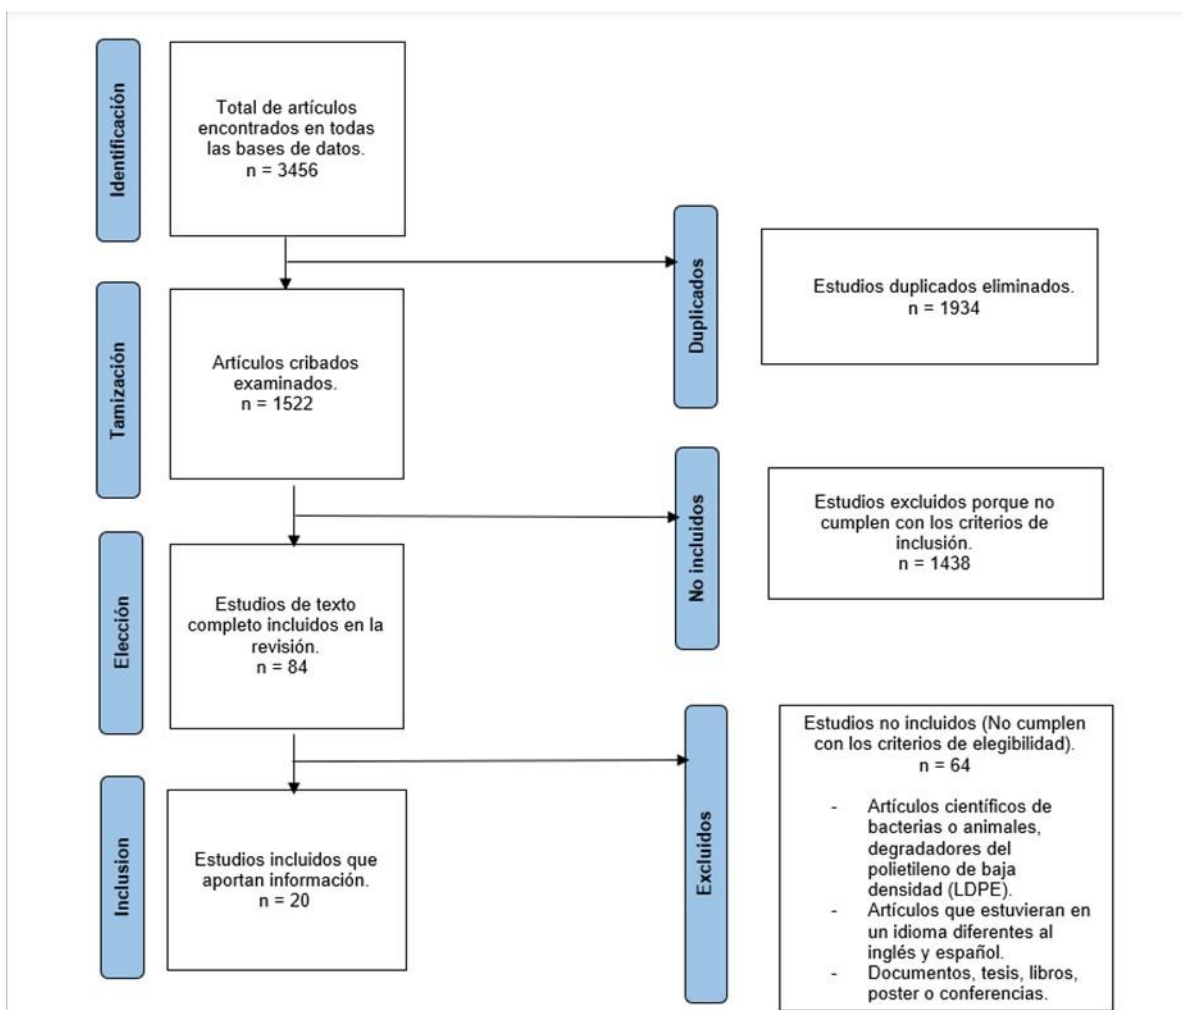 Identificación
Total de artículos
encontrados en todas
las bases de datos.
n = 3456
Duplicados
Estudios duplicados eliminados.
n = 1934
Tamización
Artículos cribados
examinados.
n = 1522
No incluidos
Estudios excluidos porque no
cumplen con los criterios de
inclusión.
n = 1438
Elección
Estudios de texto
completo incluidos en la
revisión.
n = 84
Excluidos
Estudios no incluidos (No cumplen
con los criterios de elegibilidad).
n = 64
- Artículos científicos de
bacterias o animales,
degradadores del
polietileno de baja
densidad (LDPE).
- Artículos que estuvieran en
un idioma diferentes al
inglés y español.
- Documentos, tesis, libros,
poster o conferencias.
Inclusion
Estudios incluidos que
aportan información.
n = 20